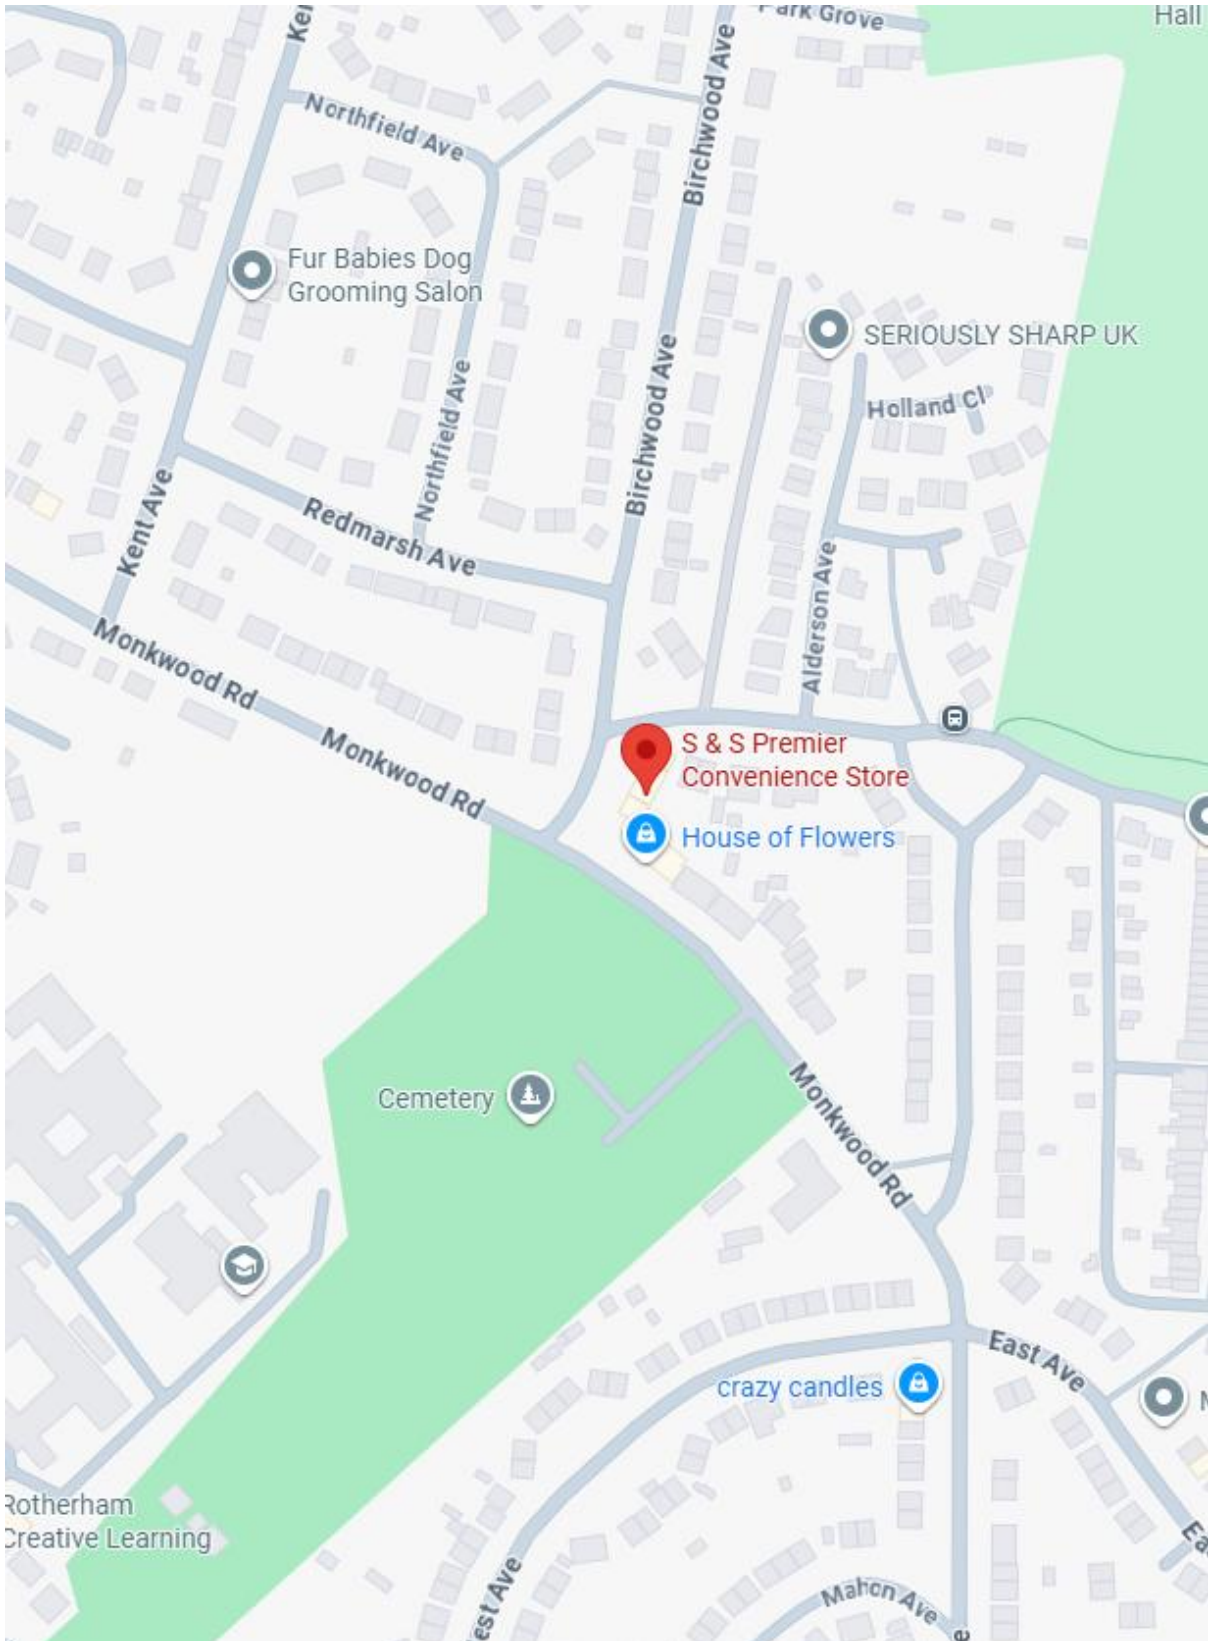 Park Grove
Hall
Birchwood Ave
Northfield Ave
Fur Babies Dog
Grooming Salon
SERIOUSLY SHARP UK
Holland Cl
Birchwood Ave
Northfield Ave
Kent Ave
Redmarsh Ave
Alderson Ave
Monkwood Rd
Monkwood Rd
S & S Premier
Convenience Store
House of Flowers
Cemetery
Monkwood Rd
East Ave
crazy candles
Rotherham
Creative Learning
Mahon Ave